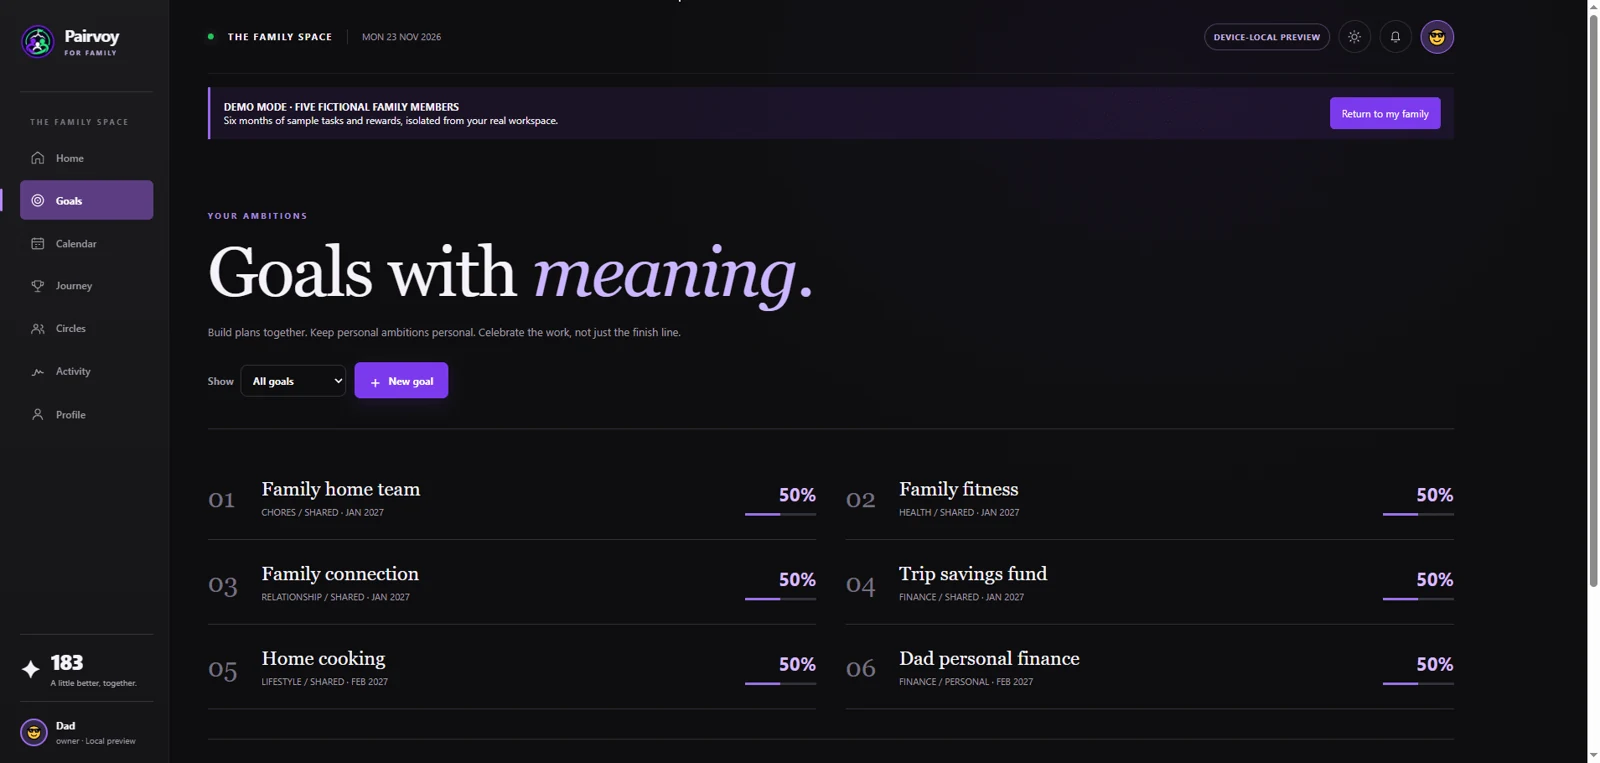 Pairvoy
FOR FAMILY
THE FAMILY SPACE
Home
Goals
Calendar
Journey
Circles
Activity
Profile
183
A little better, together.
Dad
owner · Local preview
THE FAMILY SPACE
MON 23 NOV 2026
DEVICE-LOCAL PREVIEW
DEMO MODE · FIVE FICTIONAL FAMILY MEMBERS
Six months of sample tasks and rewards, isolated from your real workspace.
Return to my family
YOUR AMBITIONS
Goals with meaning.
Build plans together. Keep personal ambitions personal. Celebrate the work, not just the finish line.
Show
All goals
+ New goal
01
Family home team
CHORES / SHARED · JAN 2027
50%
02
Family fitness
HEALTH / SHARED · JAN 2027
50%
03
Family connection
RELATIONSHIP / SHARED · JAN 2027
50%
04
Trip savings fund
FINANCE / SHARED · JAN 2027
50%
05
Home cooking
LIFESTYLE / SHARED · FEB 2027
50%
06
Dad personal finance
FINANCE / PERSONAL · FEB 2027
50%